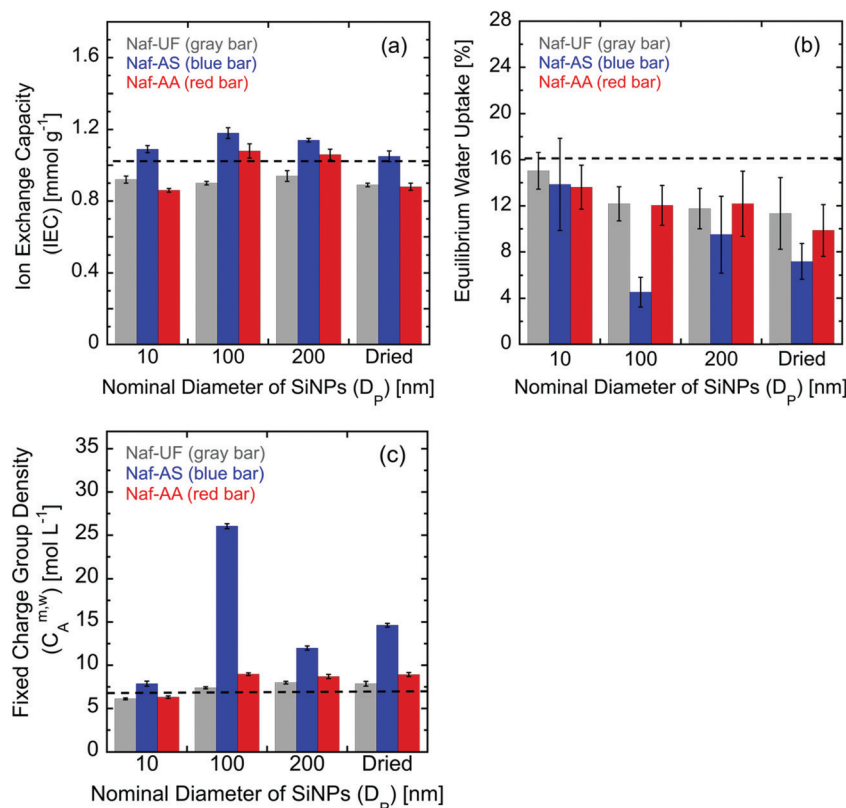 (a)
Naf-UF (gray bar)
Naf-AS (blue bar)
Naf-AA (red bar)
Ion Exchange Capacity
(IEC) [mmol g⁻¹]
1.6
1.2
0.8
0.4
0
10 100 200 Dried
Nominal Diameter of SiNPs (D_P) [nm]
(b)
Naf-UF (gray bar)
Naf-AS (blue bar)
Naf-AA (red bar)
Equilibrium Water Uptake [%]
28
24
20
16
12
8
4
0
10 100 200 Dried
Nominal Diameter of SiNPs (D_P) [nm]
(c)
Naf-UF (gray bar)
Naf-AS (blue bar)
Naf-AA (red bar)
Fixed Charge Group Density
(C_A^m,w) [mol L⁻¹]
35
30
25
20
15
10
5
0
10 100 200 Dried
Nominal Diameter of SiNPs (D_P) [nm]